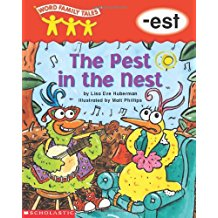 WORD FAMILY TALES
-est
The Pest
in the Nest
by Lisa Eve Huberman
Illustrated by Matt Phillips
SCHOLASTIC